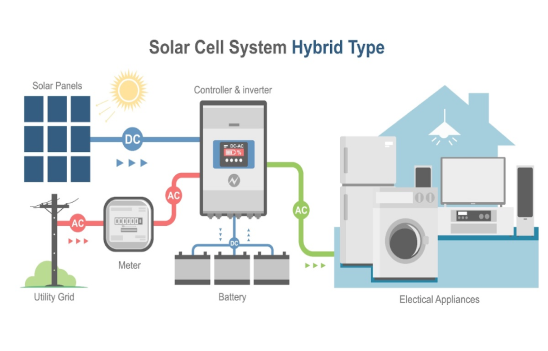 Solar Cell System Hybrid Type
Solar Panels
Controller & inverter
DC
DC-AC
AC
AC
AC
DC
Meter
Utility Grid
Battery
Electical Appliances